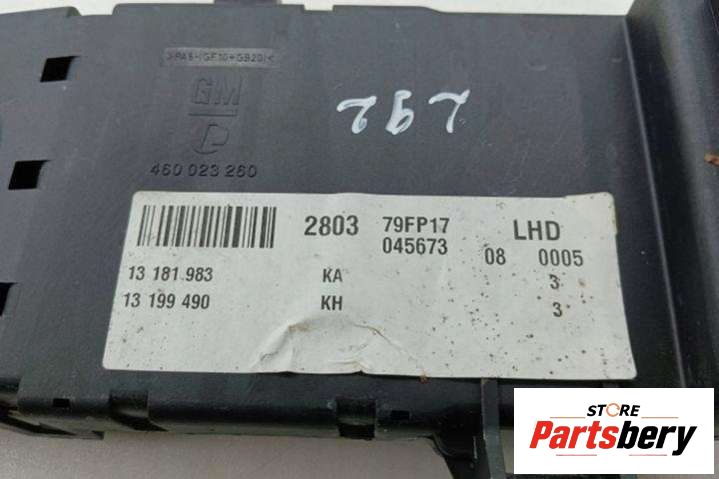 >PA6-(GF10+GB20)<
GM
P
460 023 260
L92
2803
79FP17
045673
LHD
08 0005
13 181 983 KA 3
13 199 490 KH 3
STORE
Partsbery